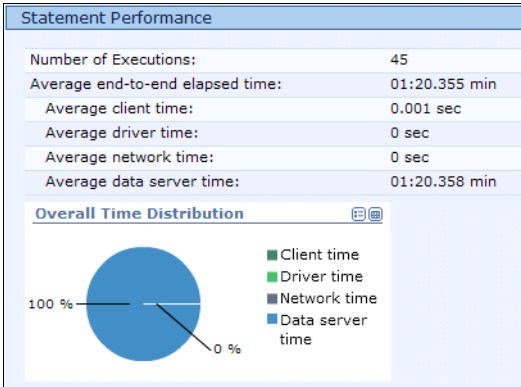 Statement Performance
Number of Executions: 45
Average end-to-end elapsed time: 01:20.355 min
Average client time: 0.001 sec
Average driver time: 0 sec
Average network time: 0 sec
Average data server time: 01:20.358 min
Overall Time Distribution
100 %
0 %
Client time
Driver time
Network time
Data server
time